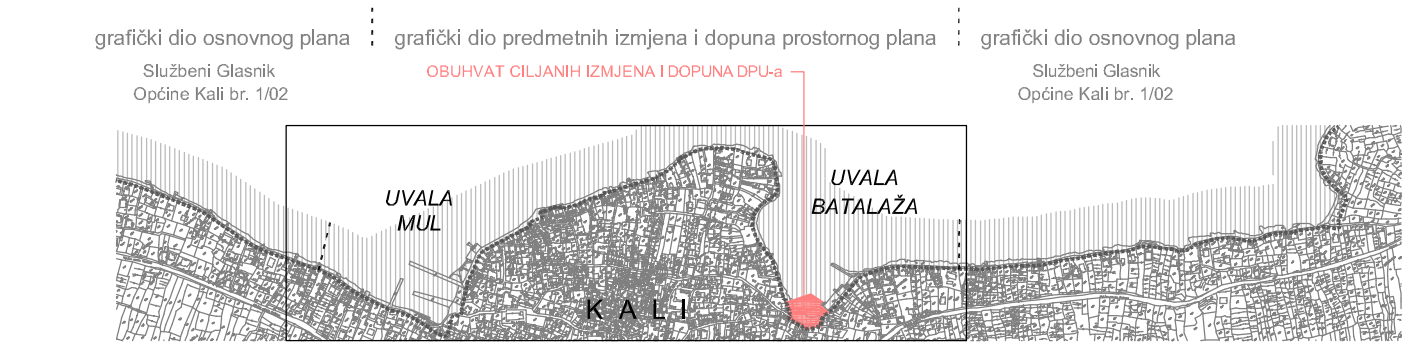 grafički dio osnovnog plana
Službeni Glasnik
Općine Kali br. 1/02
grafički dio predmetnih izmjena i dopuna prostornog plana
OBUHVAT CILJANIH IZMJENA I DOPUNA DPU-a
grafički dio osnovnog plana
Službeni Glasnik
Općine Kali br. 1/02
UVALA
MUL
UVALA
BATALAŽA
KALI